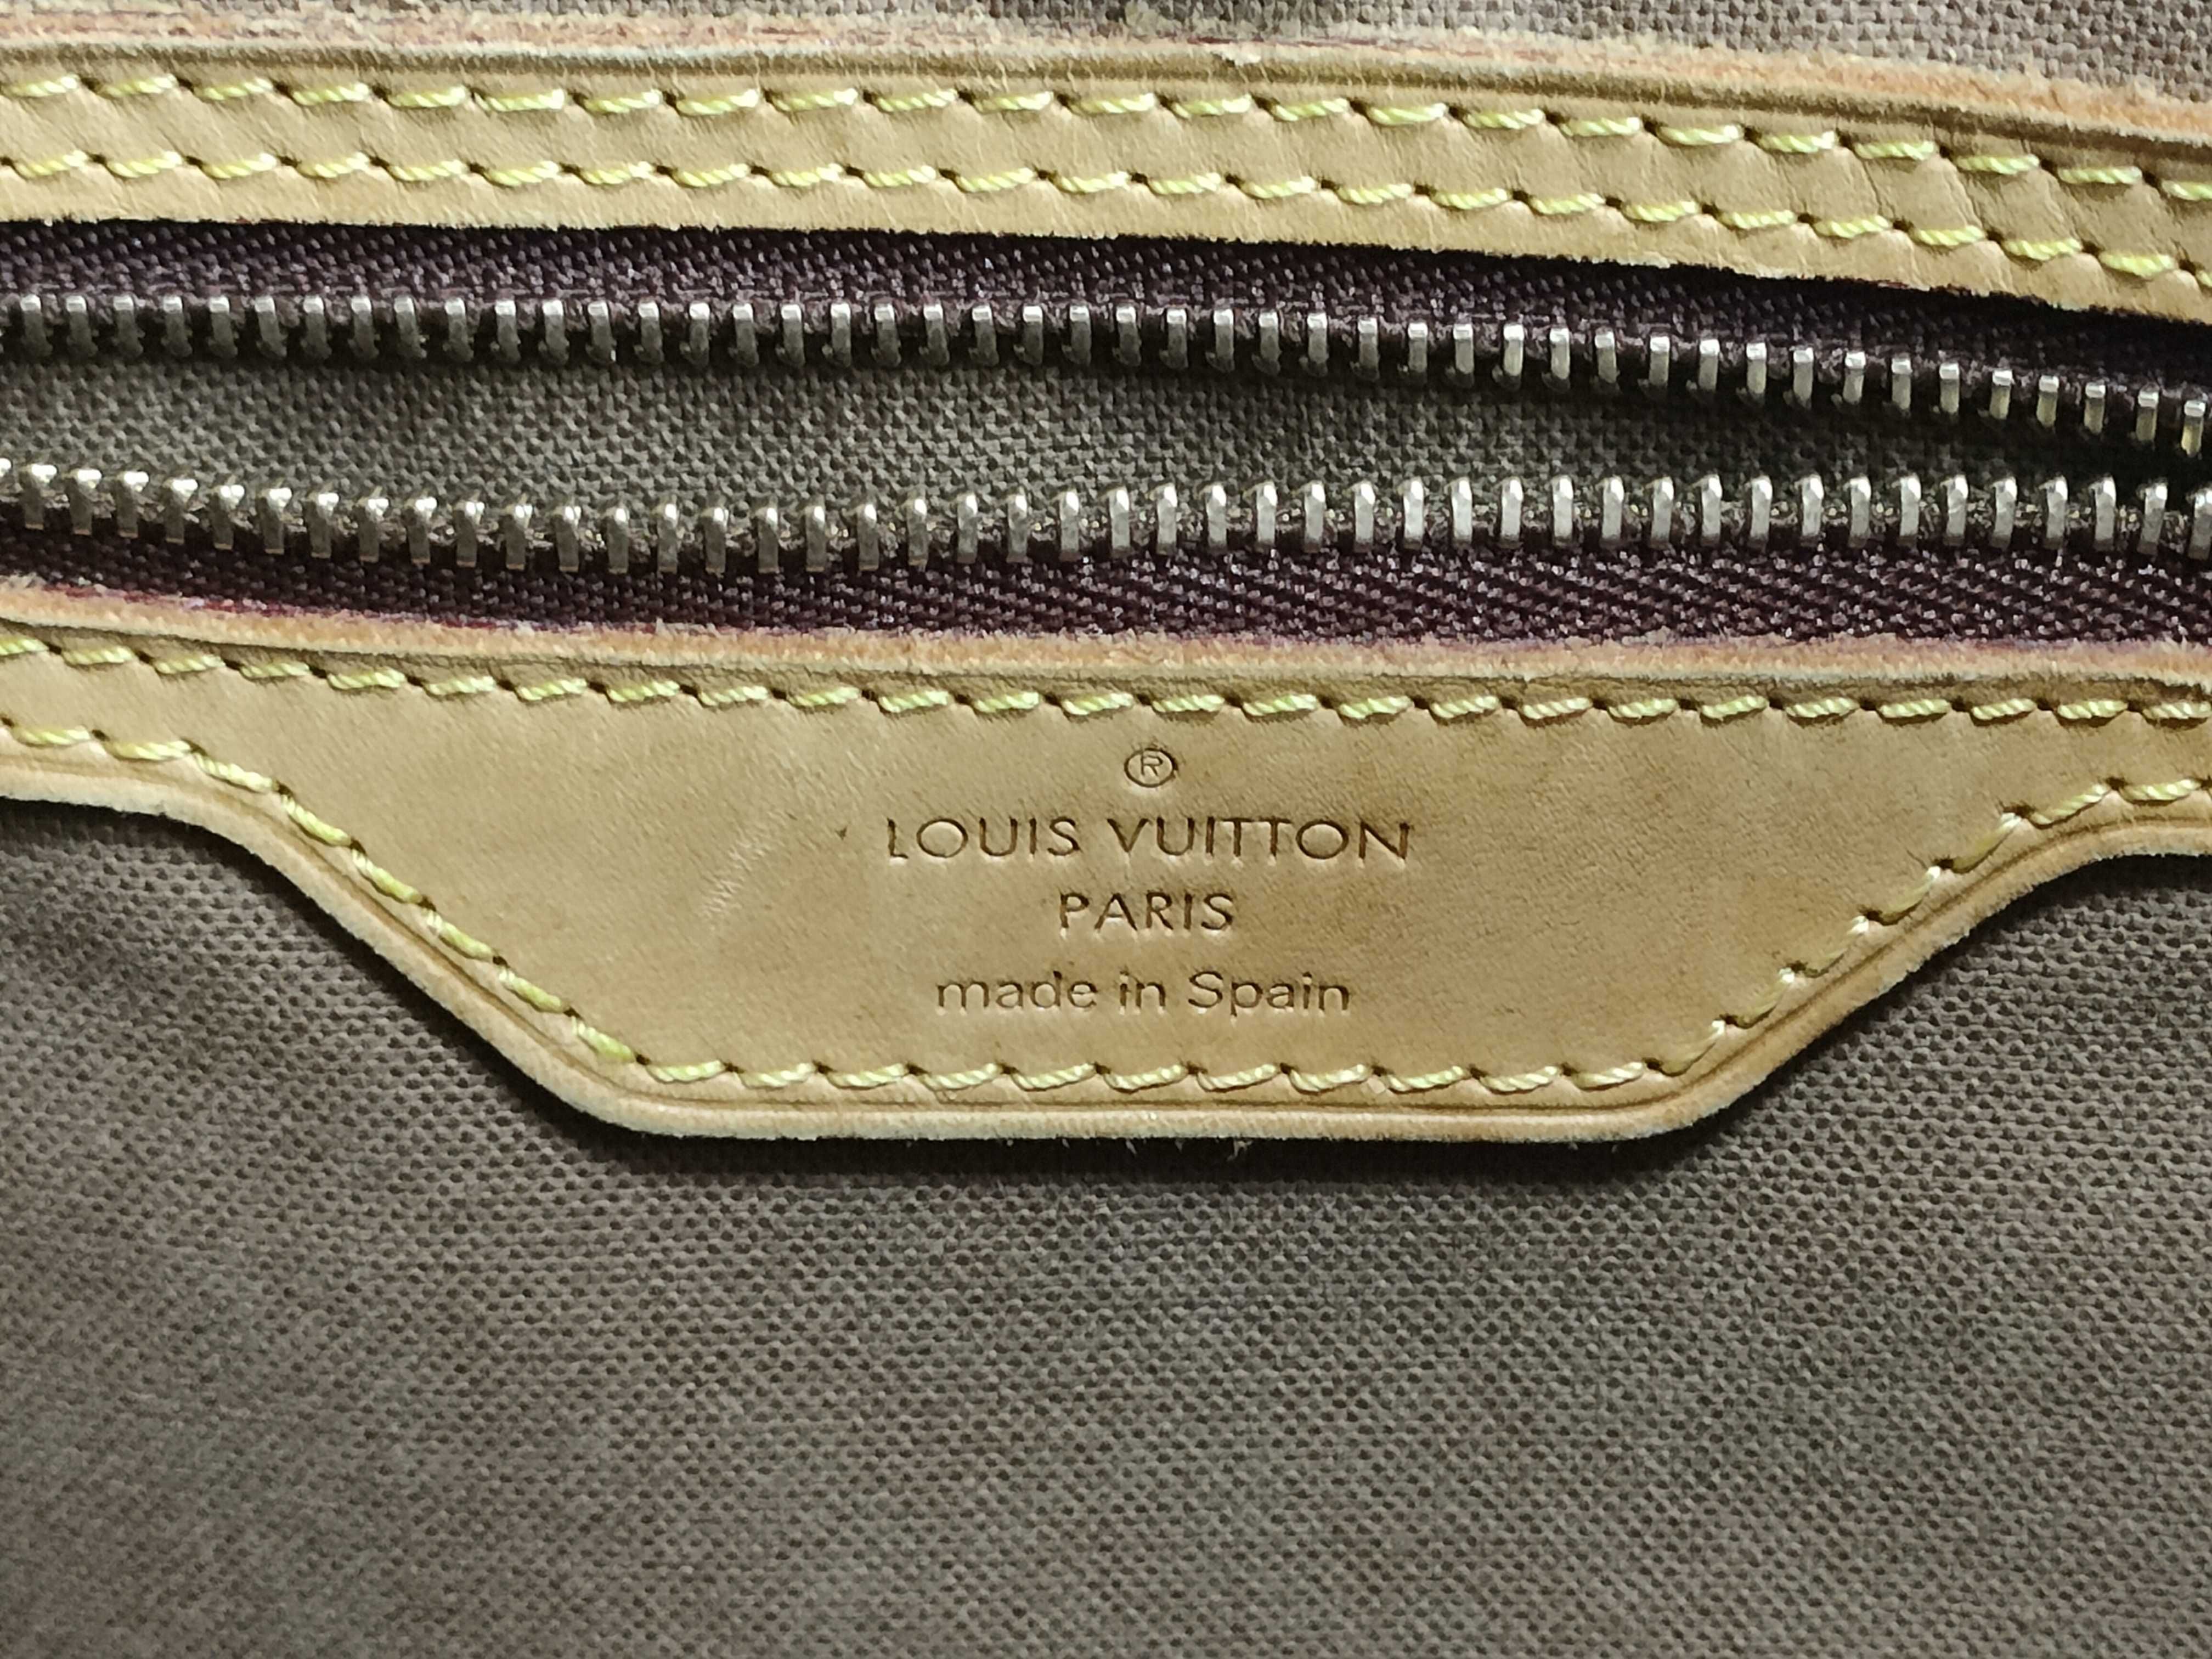 ®
LOUIS VUITTON
PARIS
made in Spain